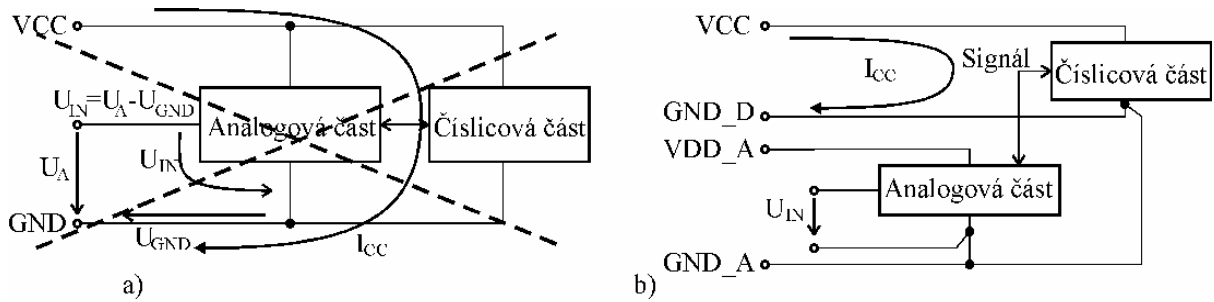 VCC
U_IN=U_A-U_GND
Analogová část
Číslicová část
U_A
U_IN
GND
U_GND
I_CC
a)
VCC
Signál
Číslicová část
I_CC
GND_D
VDD_A
Analogová část
U_IN
GND_A
b)